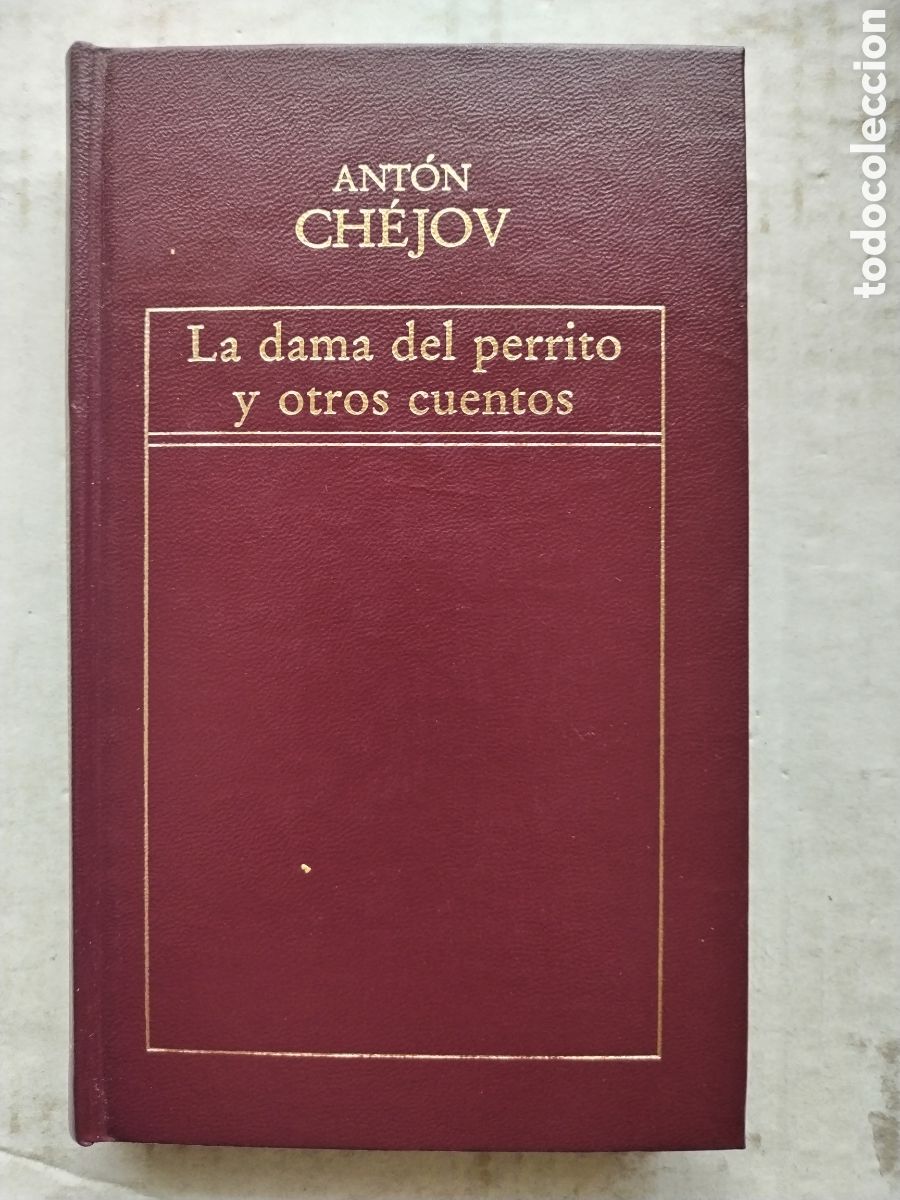 ANTÓN
CHÉJOV
La dama del perrito
y otros cuentos
todocoleccion